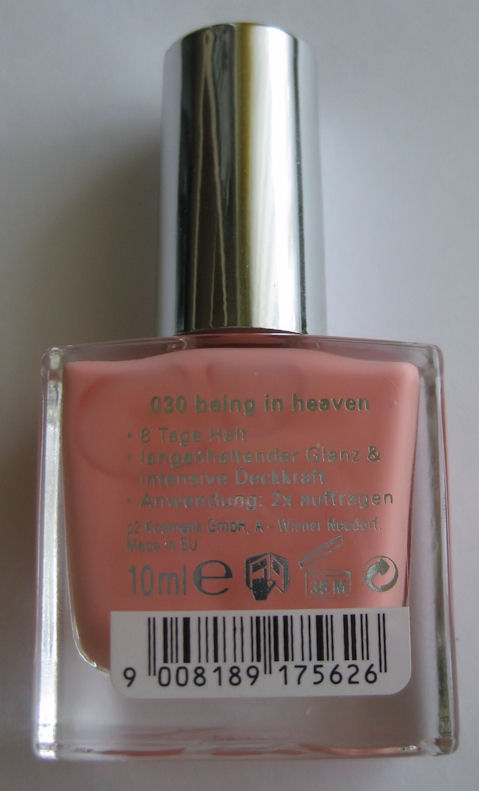 030 being in heaven
• 8 Tage Halt
• langanhaltender Glanz &
intensive Deckkraft
• Anwendung: 2x auftragen
p2 Kosmetik GmbH, A - Wiener Neudorf.
Made in EU
10ml e
36 M
9 008189 175626